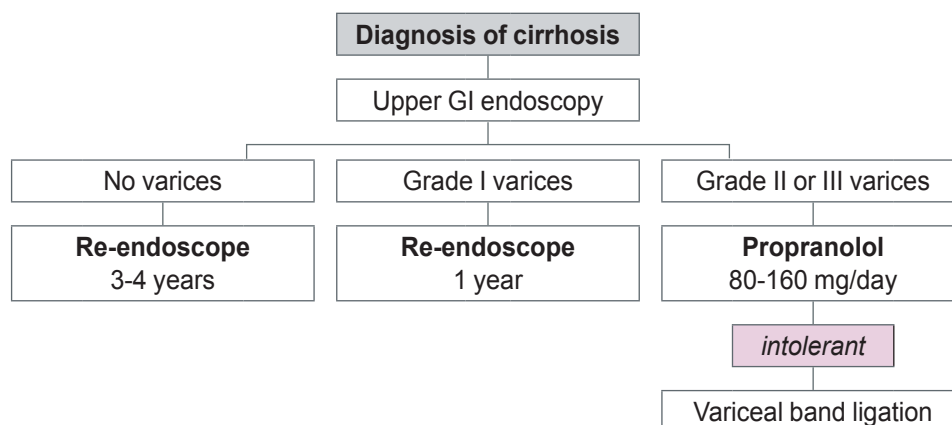 Diagnosis of cirrhosis
Upper GI endoscopy
No varices
Grade I varices
Grade II or III varices
Re-endoscope
3-4 years
Re-endoscope
1 year
Propranolol
80-160 mg/day
intolerant
Variceal band ligation